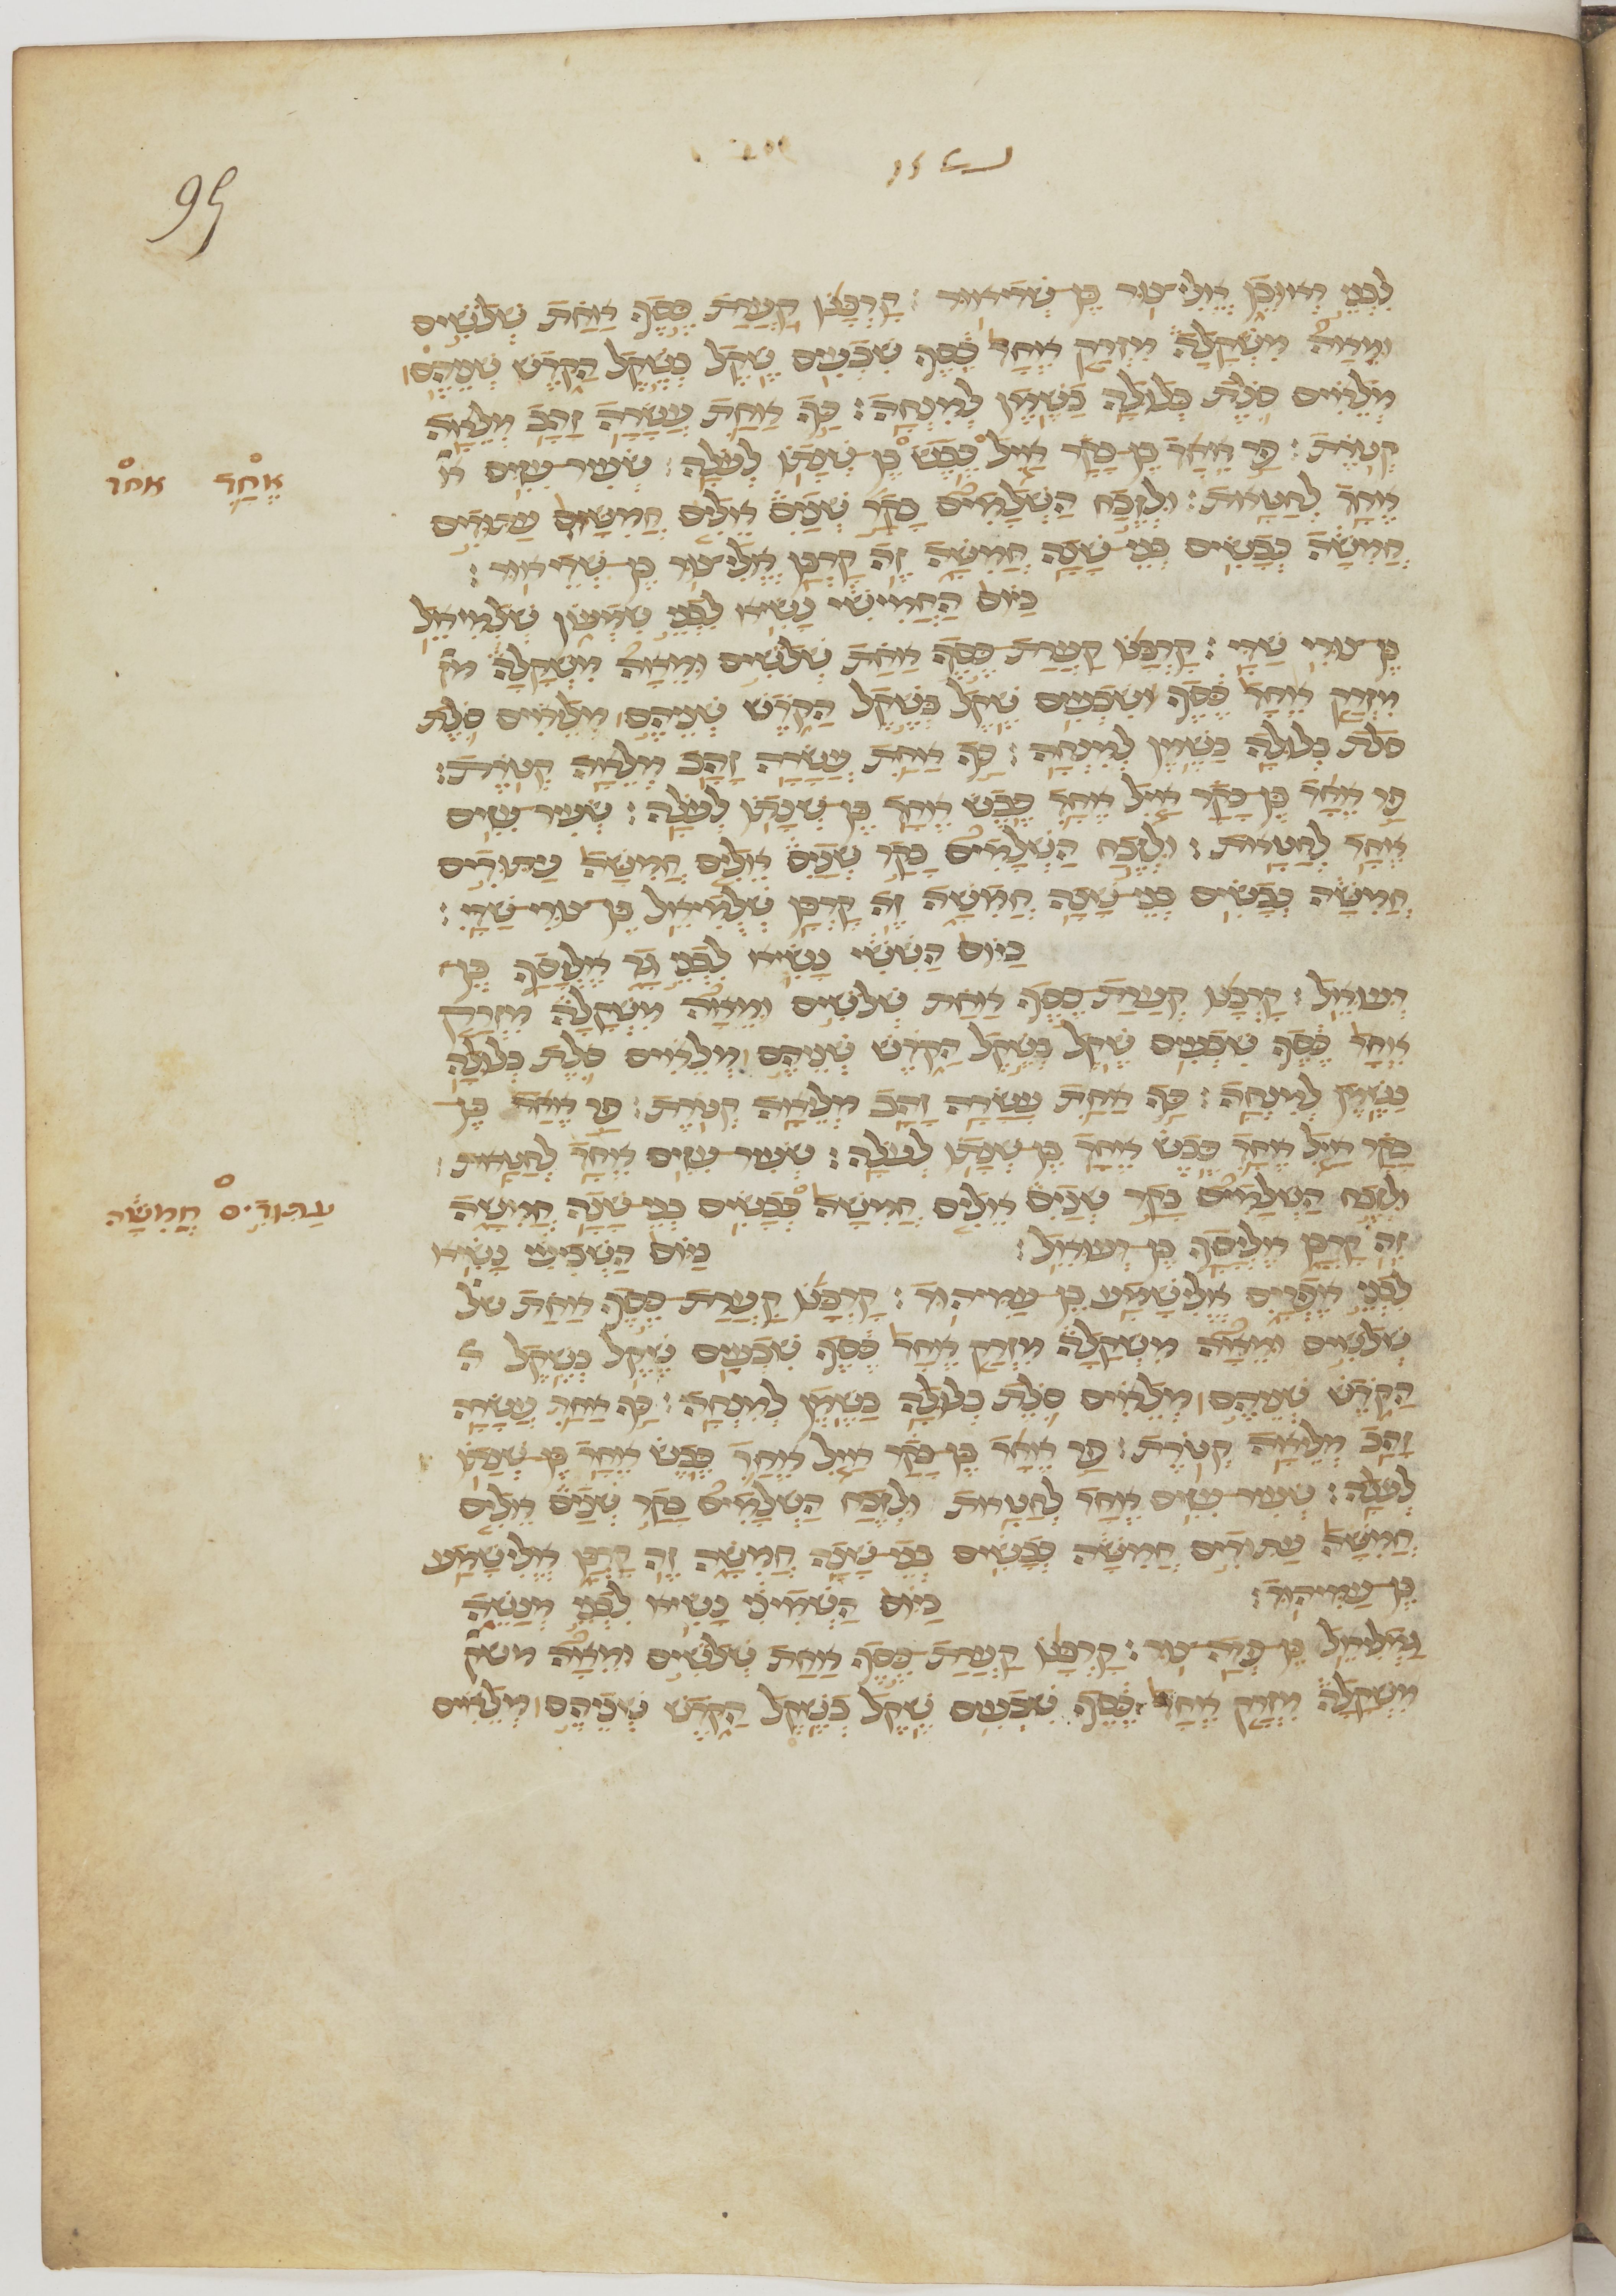 95
לבני ראובן אליצור בן־שדיאור : קרבנו קערת כסף אחת שלשים
ומאה משקלה מזרק אחד כסף שבעים שקל בשקל הקדש שניהם
מלאים סלת בלולה בשמן למנחה : כף אחת עשרה זהב מלאה
קטרת : פר אחד בן־בקר איל כבש בן־שנתו לעלה : שעיר־עזים א
אחד אחד
אחד לחטאת : ולזבח השלמים בקר שנים אילם חמשה עתודים
חמשה כבשים בני־שנה חמשה זה קרבן אליצור בן־שדיאור :
ביום החמישי נשיא לבני שמעון שלמיאל
בן־צורי שדי : קרבנו קערת־כסף אחת שלשים ומאה משקלה מז
מזרק אחד כסף שבעים שקל בשקל הקדש שניהם מלאים סלת
סלת בלולה בשמן למנחה : כף אחת עשרה זהב מלאה קטרת :
פר אחד בן־בקר איל אחד כבש אחד בן־שנתו לעלה : שעיר־עזים
אחד לחטאת : ולזבח השלמים בקר שנים אילם חמשה עתודים
חמשה כבשים בני־שנה חמשה זה קרבן שלמיאל בן־צורי־שדי :
ביום הששי נשיא לבני גד אליסף בן־
דעואל : קרבנו קערת־כסף אחת שלשים ומאה משקלה מזרק
אחד כסף שבעים שקל בשקל הקדש שניהם מלאים סלת בלולה
בשמן למנחה : כף אחת עשרה זהב מלאה קטרת : פר אחד בן־
בקר איל אחד כבש אחד בן־שנתו לעלה : שעיר־עזים אחד לחטאת :
ולזבח השלמים בקר שנים אילם חמשה כבשים בני־שנה חמשה
עתודים חמשה
זה קרבן אליסף בן־דעואל : ביום השביעי נשיא
לבני אפרים אלישמע בן־עמיהוד : קרבנו קערת־כסף אחת של
שלשים ומאה משקלה מזרק אחד כסף שבעים שקל בשקל ה
הקדש שניהם מלאים סלת בלולה בשמן למנחה : כף אחת עשרה
זהב מלאה קטרת : פר אחד בן־בקר איל אחד כבש אחד בן־שנתו
לעלה : שעיר־עזים אחד לחטאת ולזבח השלמים בקר שנים אילם
חמשה עתודים חמשה כבשים בני־שנה חמשה זה קרבן אלישמע
בן־עמיהוד : ביום השמיני נשיא לבני מנשה
גמליאל בן־פדה־צור : קרבנו קערת־כסף אחת שלשים ומאה משק
משקלה מזרק אחד כסף שבעים שקל בשקל הקדש שניהם מלאים